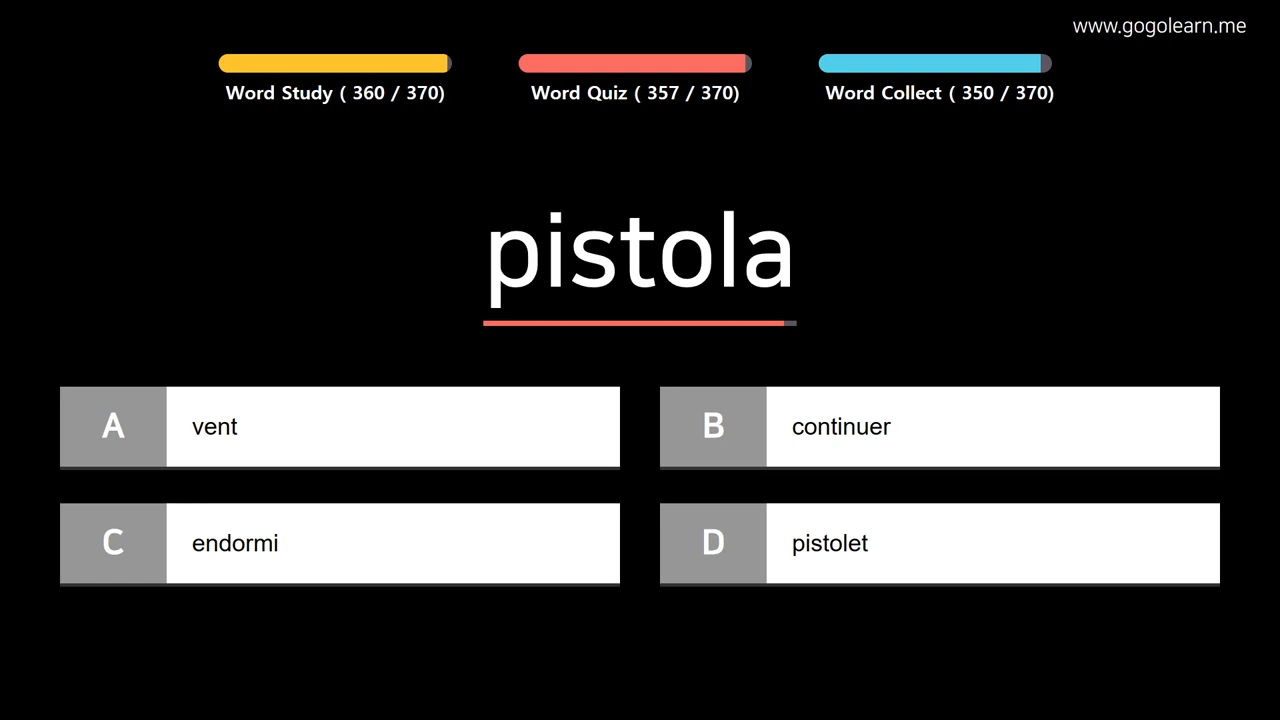 www.gogolearn.me
Word Study ( 360 / 370)
Word Quiz ( 357 / 370)
Word Collect ( 350 / 370)
pistola
A vent
B continuer
C endormi
D pistolet